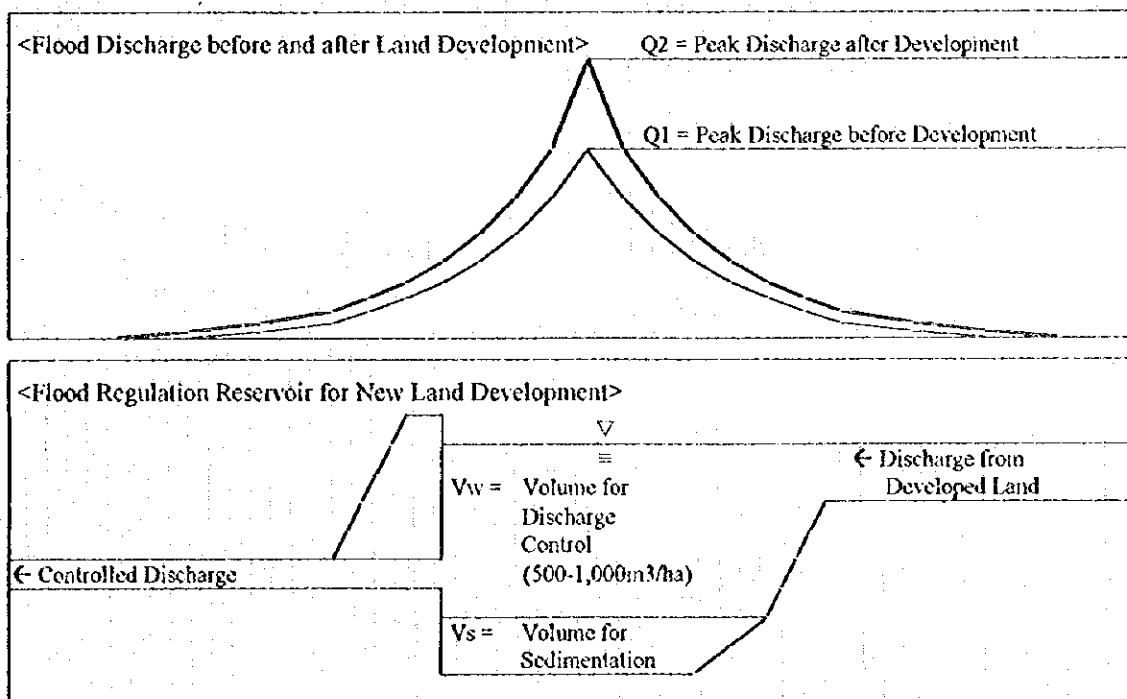 <Flood Discharge before and after Land Development>
Q2 = Peak Discharge after Development
Q1 = Peak Discharge before Development
<Flood Regulation Reservoir for New Land Development>
← Discharge from
Developed Land
Vw = Volume for
Discharge
Control
(500-1,000m3/ha)
← Controlled Discharge
Vs = Volume for
Sedimentation